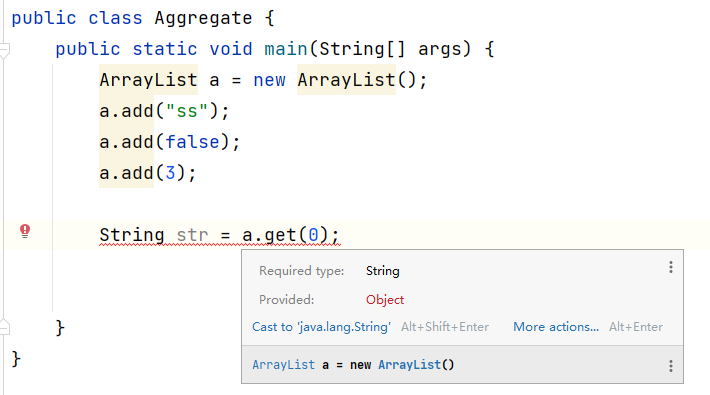 public class Aggregate {
public static void main(String[] args) {
ArrayList a = new ArrayList();
a.add("ss");
a.add(false);
a.add(3);
String str = a.get(0);
Required type: String
Provided: Object
Cast to 'java.lang.String' Alt+Shift+Enter More actions... Alt+Enter
ArrayList a = new ArrayList()
}
}